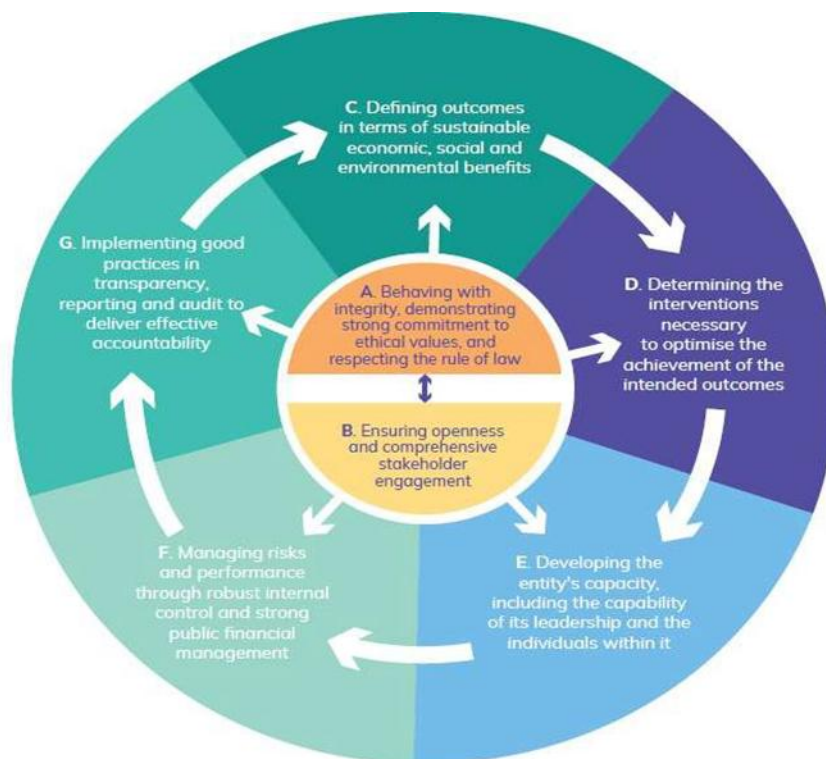 C. Defining outcomes
in terms of sustainable
economic, social and
environmental benefits
D. Determining the
interventions
necessary
to optimise the
achievement of the
intended outcomes
E. Developing the
entity's capacity,
including the capability
of its leadership and the
individuals within it
F. Managing risks
and performance
through robust internal
control and strong
public financial
management
G. Implementing good
practices in
transparency,
reporting and audit to
deliver effective
accountability
A. Behaving with
integrity, demonstrating
strong commitment to
ethical values, and
respecting the rule of law
B. Ensuring openness
and comprehensive
stakeholder
engagement